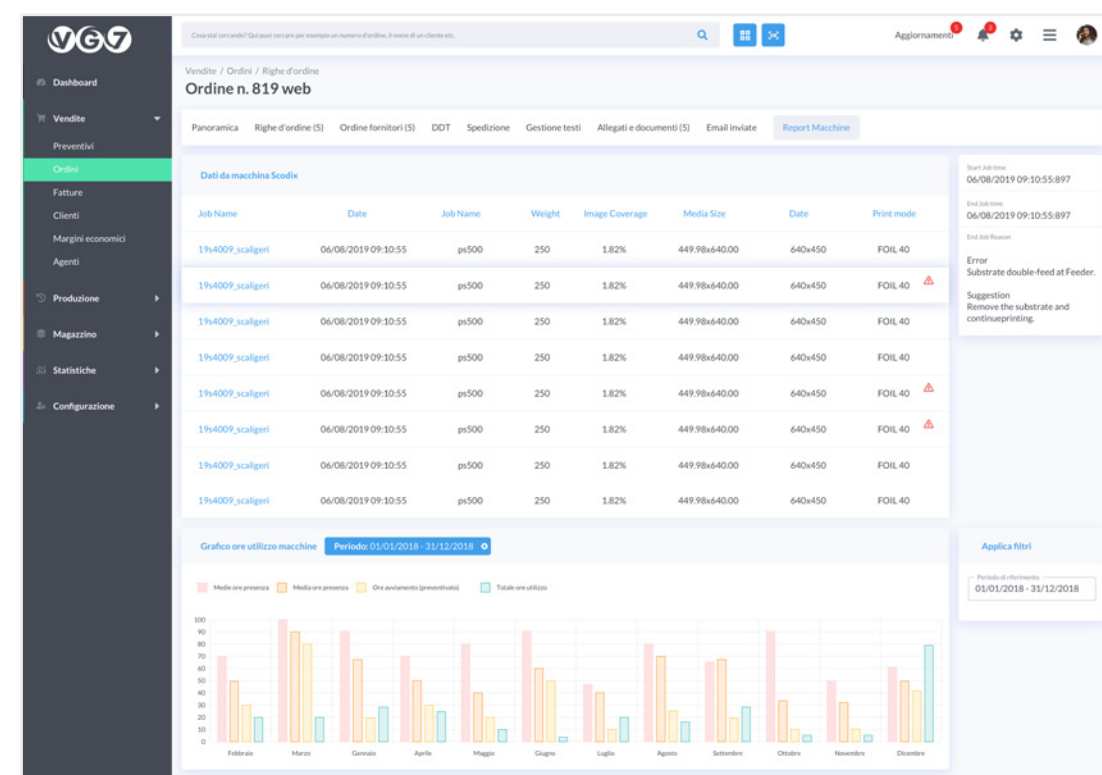 VG7
Cosa stai cercando? Qui puoi cercare per esempio un numero d'ordine, il nome di un cliente etc.
Aggiornamenti
5
3
Dashboard
Vendite
Preventivi
Ordini
Fatture
Clienti
Margini economici
Agenti
Produzione
Magazzino
Statistiche
Configurazione
Vendite / Ordini / Righe d'ordine
Ordine n. 819 web
Panoramica Righe d'ordine (5) Ordine fornitori (5) DDT Spedizione Gestione testi Allegati e documenti (5) Email inviate Report Macchine
Dati da macchina Scodix
Job Name Date Job Name Weight Image Coverage Media Size Date Print mode
19s4009_scaligeri 06/08/2019 09:10:55 ps500 250 1.82% 449.98x640.00 640x450 FOIL 40
19s4009_scaligeri 06/08/2019 09:10:55 ps500 250 1.82% 449.98x640.00 640x450 FOIL 40
19s4009_scaligeri 06/08/2019 09:10:55 ps500 250 1.82% 449.98x640.00 640x450 FOIL 40
19s4009_scaligeri 06/08/2019 09:10:55 ps500 250 1.82% 449.98x640.00 640x450 FOIL 40
19s4009_scaligeri 06/08/2019 09:10:55 ps500 250 1.82% 449.98x640.00 640x450 FOIL 40
19s4009_scaligeri 06/08/2019 09:10:55 ps500 250 1.82% 449.98x640.00 640x450 FOIL 40
19s4009_scaligeri 06/08/2019 09:10:55 ps500 250 1.82% 449.98x640.00 640x450 FOIL 40
19s4009_scaligeri 06/08/2019 09:10:55 ps500 250 1.82% 449.98x640.00 640x450 FOIL 40
Start Job time
06/08/2019 09:10:55:897
End Job time
06/08/2019 09:10:55:897
End Job Reason
Error
Substrate double-feed at Feeder.
Suggestion
Remove the substrate and
continueprinting.
Grafico ore utilizzo macchine Periodo: 01/01/2018 - 31/12/2018
Medie ore presenza Media ore presenza Ore avviamento (preventivato) Totale ore utilizzo
100
90
80
70
60
50
40
30
20
10
0
Febbraio Marzo Gennaio Aprile Maggio Giugno Luglio Agosto Settembre Ottobre Novembre Dicembre
Applica filtri
Periodo di riferimento
01/01/2018 - 31/12/2018